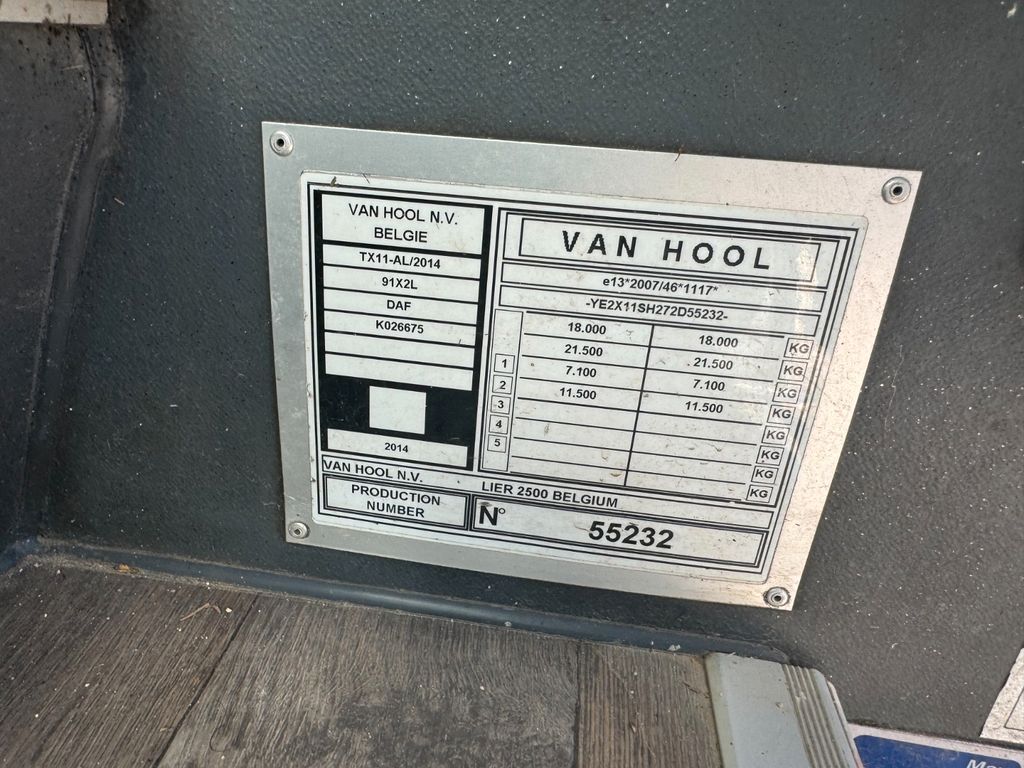 VAN HOOL N.V.
BELGIE
TX11-AL/2014
91X2L
DAF
K026675
2014
VAN HOOL
e13*2007/46*1117*
-YE2X11SH272D55232-
18.000 18.000 KG
21.500 21.500 KG
1 7.100 7.100 KG
2 11.500 11.500 KG
3 KG
4 KG
5 KG
KG
VAN HOOL N.V. LIER 2500 BELGIUM
PRODUCTION
NUMBER
N° 55232